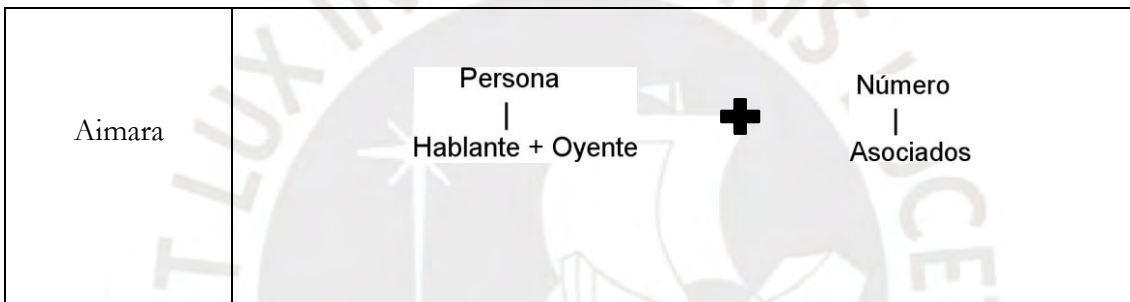 Aimara
Persona
|
Hablante + Oyente
+
Número
|
Asociados